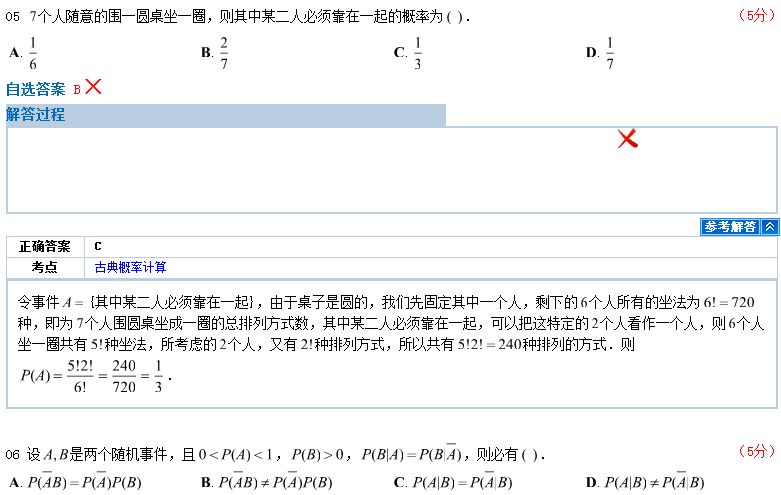 05 7个人随意的围一圆桌坐一圈，则其中某二人必须靠在一起的概率为 ( )．（5分）
A. 1/6 B. 2/7 C. 1/3 D. 1/7
自选答案 B
解答过程
参考解答
正确答案 C
考点 古典概率计算
令事件 A = {其中某二人必须靠在一起}，由于桌子是圆的，我们先固定其中一个人，剩下的6个人所有的坐法为 6! = 720
种，即为7个人围圆桌坐成一圈的总排列方式数，其中某二人必须靠在一起，可以把这特定的2个人看作一个人，则6个人
坐一圈共有 5! 种坐法，所考虑的2个人，又有 2! 种排列方式，所以共有 5!2! = 240 种排列的方式．则
P(A) = 5!2!/6! = 240/720 = 1/3．
06 设 A, B 是两个随机事件，且 0 < P(A) < 1，P(B) > 0，P(B|A) = P(B|A̅)，则必有 ( )．（5分）
A. P(A̅B) = P(A̅)P(B) B. P(A̅B) ≠ P(A̅)P(B) C. P(A|B) = P(A̅|B) D. P(A|B) ≠ P(A̅|B)